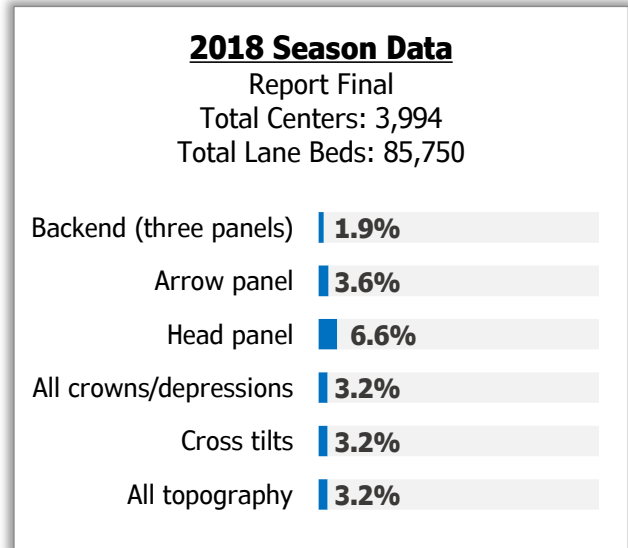 2018 Season Data
Report Final
Total Centers: 3,994
Total Lane Beds: 85,750
Backend (three panels) 1.9%
Arrow panel 3.6%
Head panel 6.6%
All crowns/depressions 3.2%
Cross tilts 3.2%
All topography 3.2%